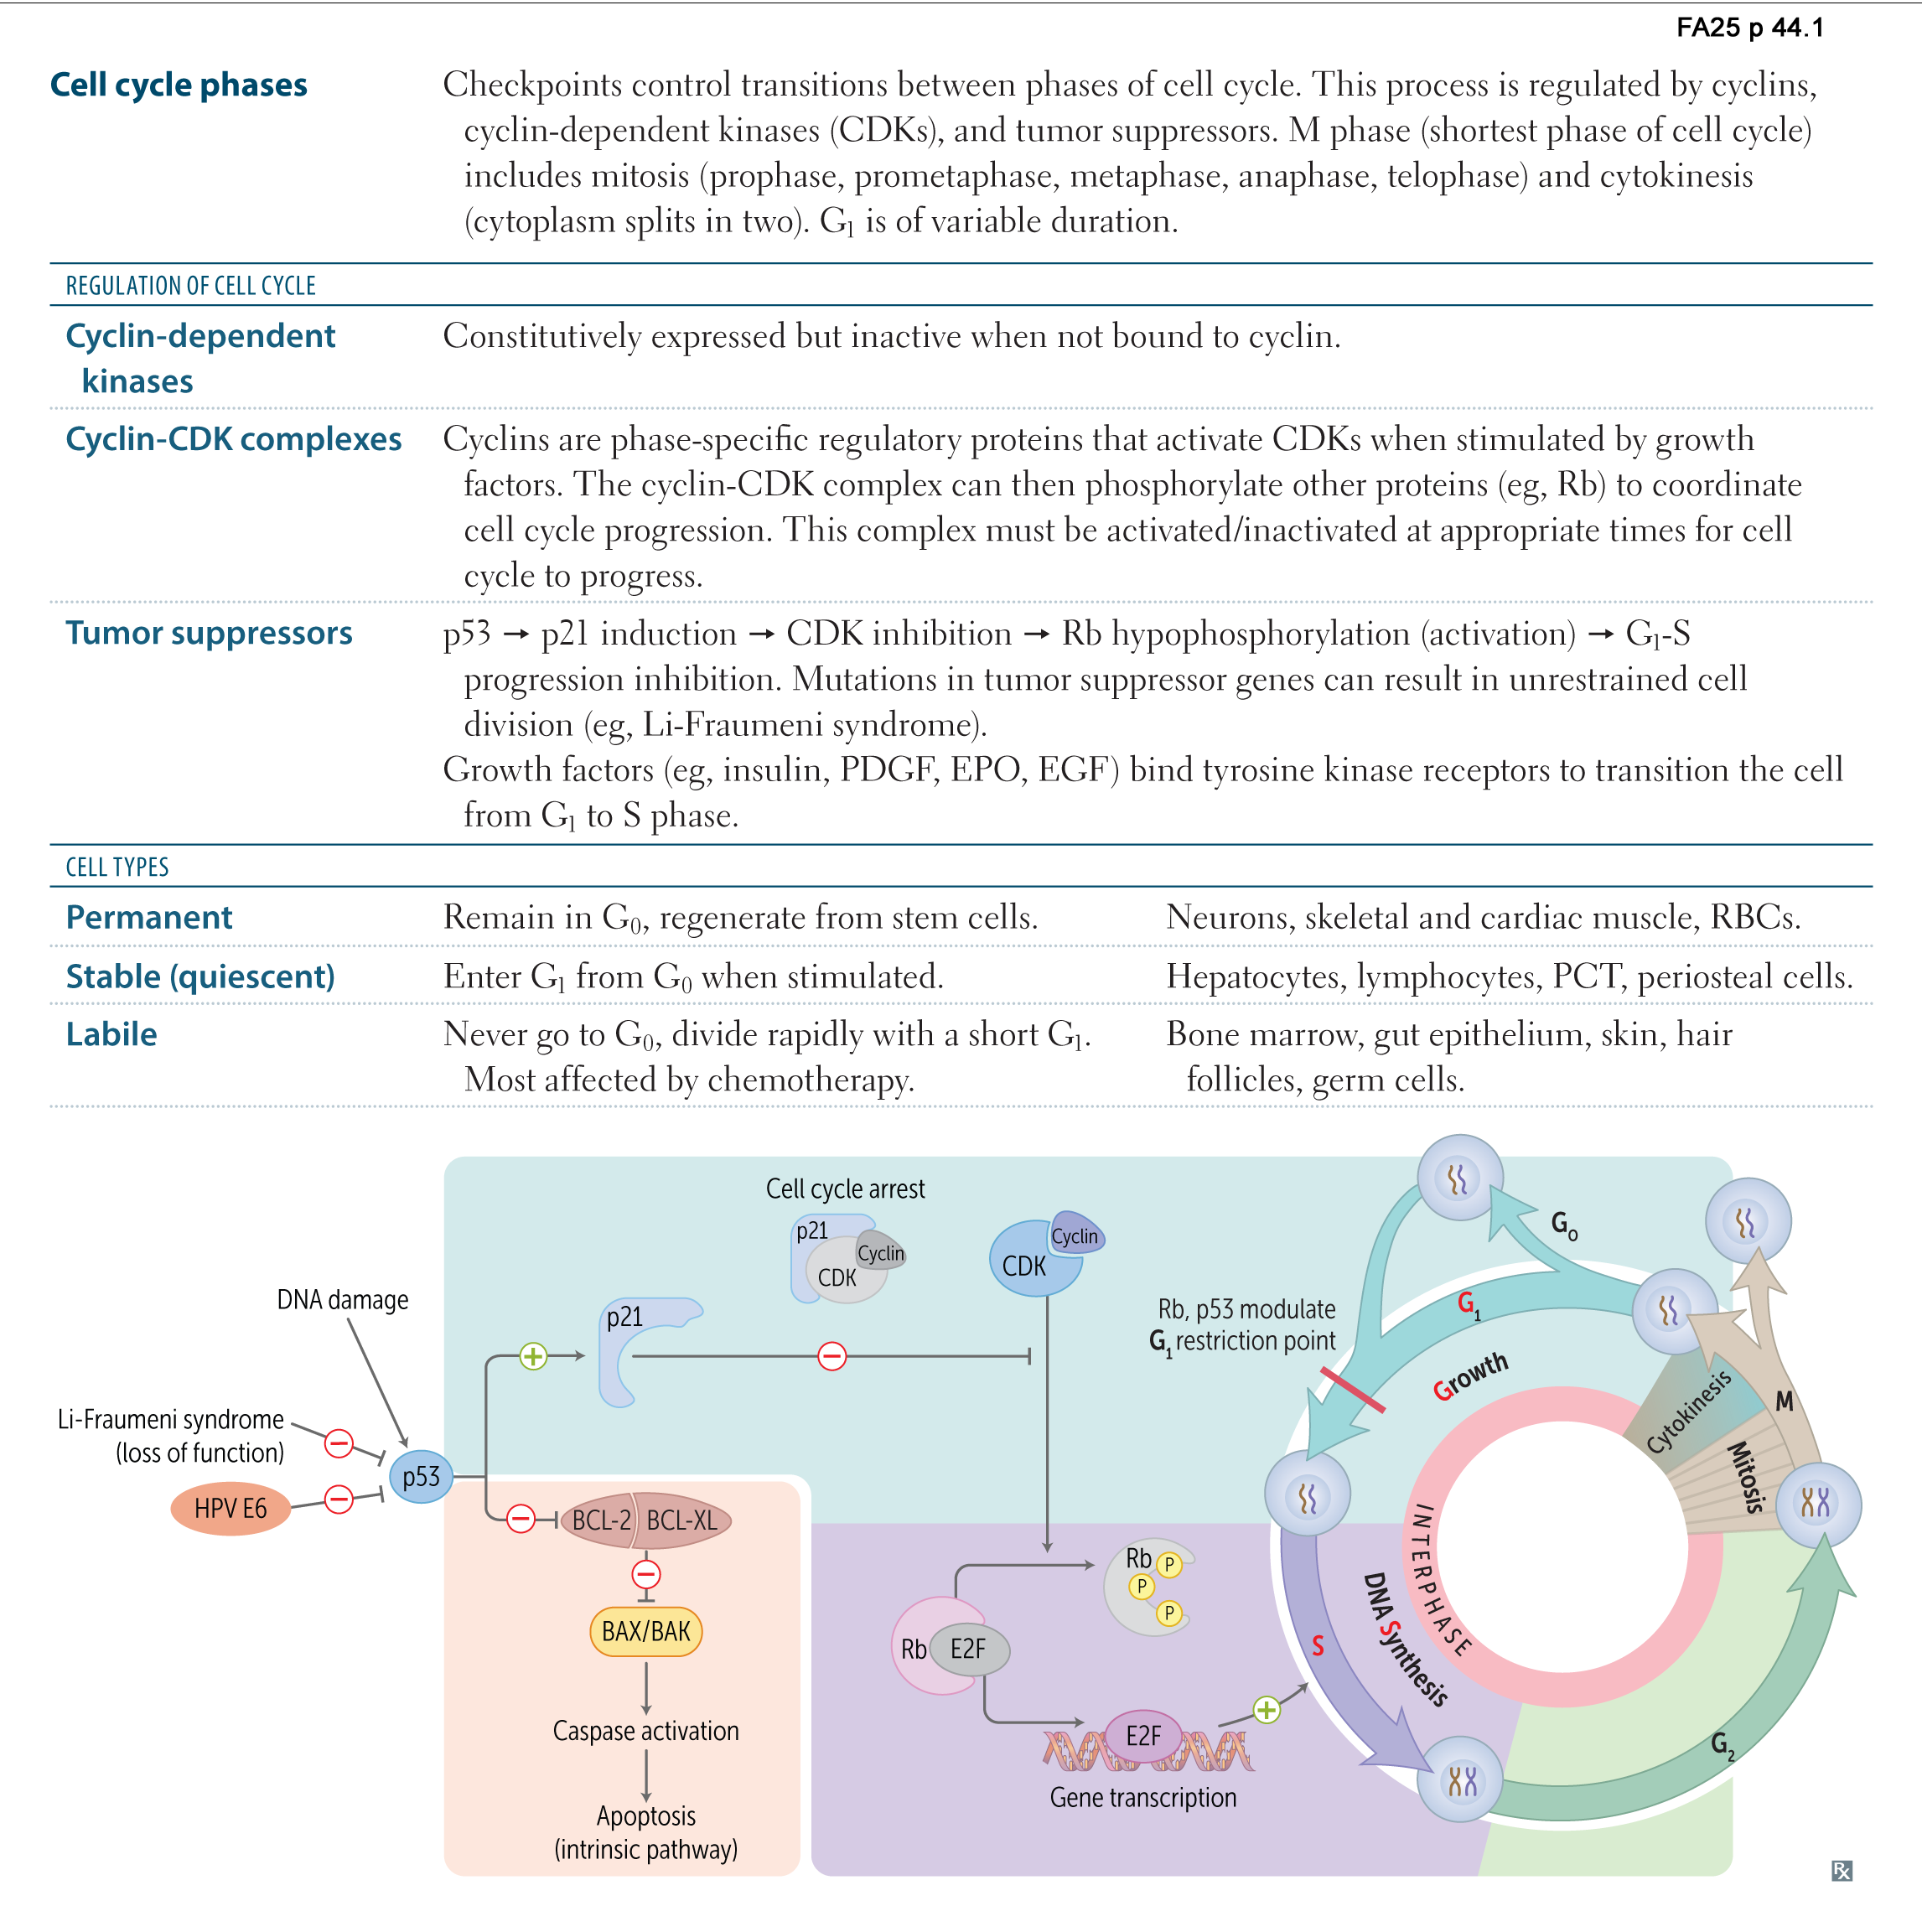 FA25 p 44.1
Cell cycle phases
Checkpoints control transitions between phases of cell cycle. This process is regulated by cyclins,
cyclin-dependent kinases (CDKs), and tumor suppressors. M phase (shortest phase of cell cycle)
includes mitosis (prophase, prometaphase, metaphase, anaphase, telophase) and cytokinesis
(cytoplasm splits in two). G₁ is of variable duration.
REGULATION OF CELL CYCLE
Cyclin-dependent
kinases
Constitutively expressed but inactive when not bound to cyclin.
Cyclin-CDK complexes
Cyclins are phase-specific regulatory proteins that activate CDKs when stimulated by growth
factors. The cyclin-CDK complex can then phosphorylate other proteins (eg, Rb) to coordinate
cell cycle progression. This complex must be activated/inactivated at appropriate times for cell
cycle to progress.
Tumor suppressors
p53 → p21 induction → CDK inhibition → Rb hypophosphorylation (activation) → G₁-S
progression inhibition. Mutations in tumor suppressor genes can result in unrestrained cell
division (eg, Li-Fraumeni syndrome).
Growth factors (eg, insulin, PDGF, EPO, EGF) bind tyrosine kinase receptors to transition the cell
from G₁ to S phase.
CELL TYPES
Permanent
Remain in G₀, regenerate from stem cells.
Neurons, skeletal and cardiac muscle, RBCs.
Stable (quiescent)
Enter G₁ from G₀ when stimulated.
Hepatocytes, lymphocytes, PCT, periosteal cells.
Labile
Never go to G₀, divide rapidly with a short G₁.
Most affected by chemotherapy.
Bone marrow, gut epithelium, skin, hair
follicles, germ cells.
Cell cycle arrest
p21
CDK
Cyclin
CDK
Cyclin
DNA damage
p21
+
−
Li-Fraumeni syndrome
(loss of function)
−
HPV E6
−
p53
−
BCL-2
BCL-XL
−
BAX/BAK
Caspase activation
Apoptosis
(intrinsic pathway)
Rb
P
P
P
Rb
E2F
E2F
+
Gene transcription
Rb, p53 modulate
G₁ restriction point
G₀
G₁
Growth
Cytokinesis
M
Mitosis
INTERPHASE
DNA Synthesis
S
G₂
Rx